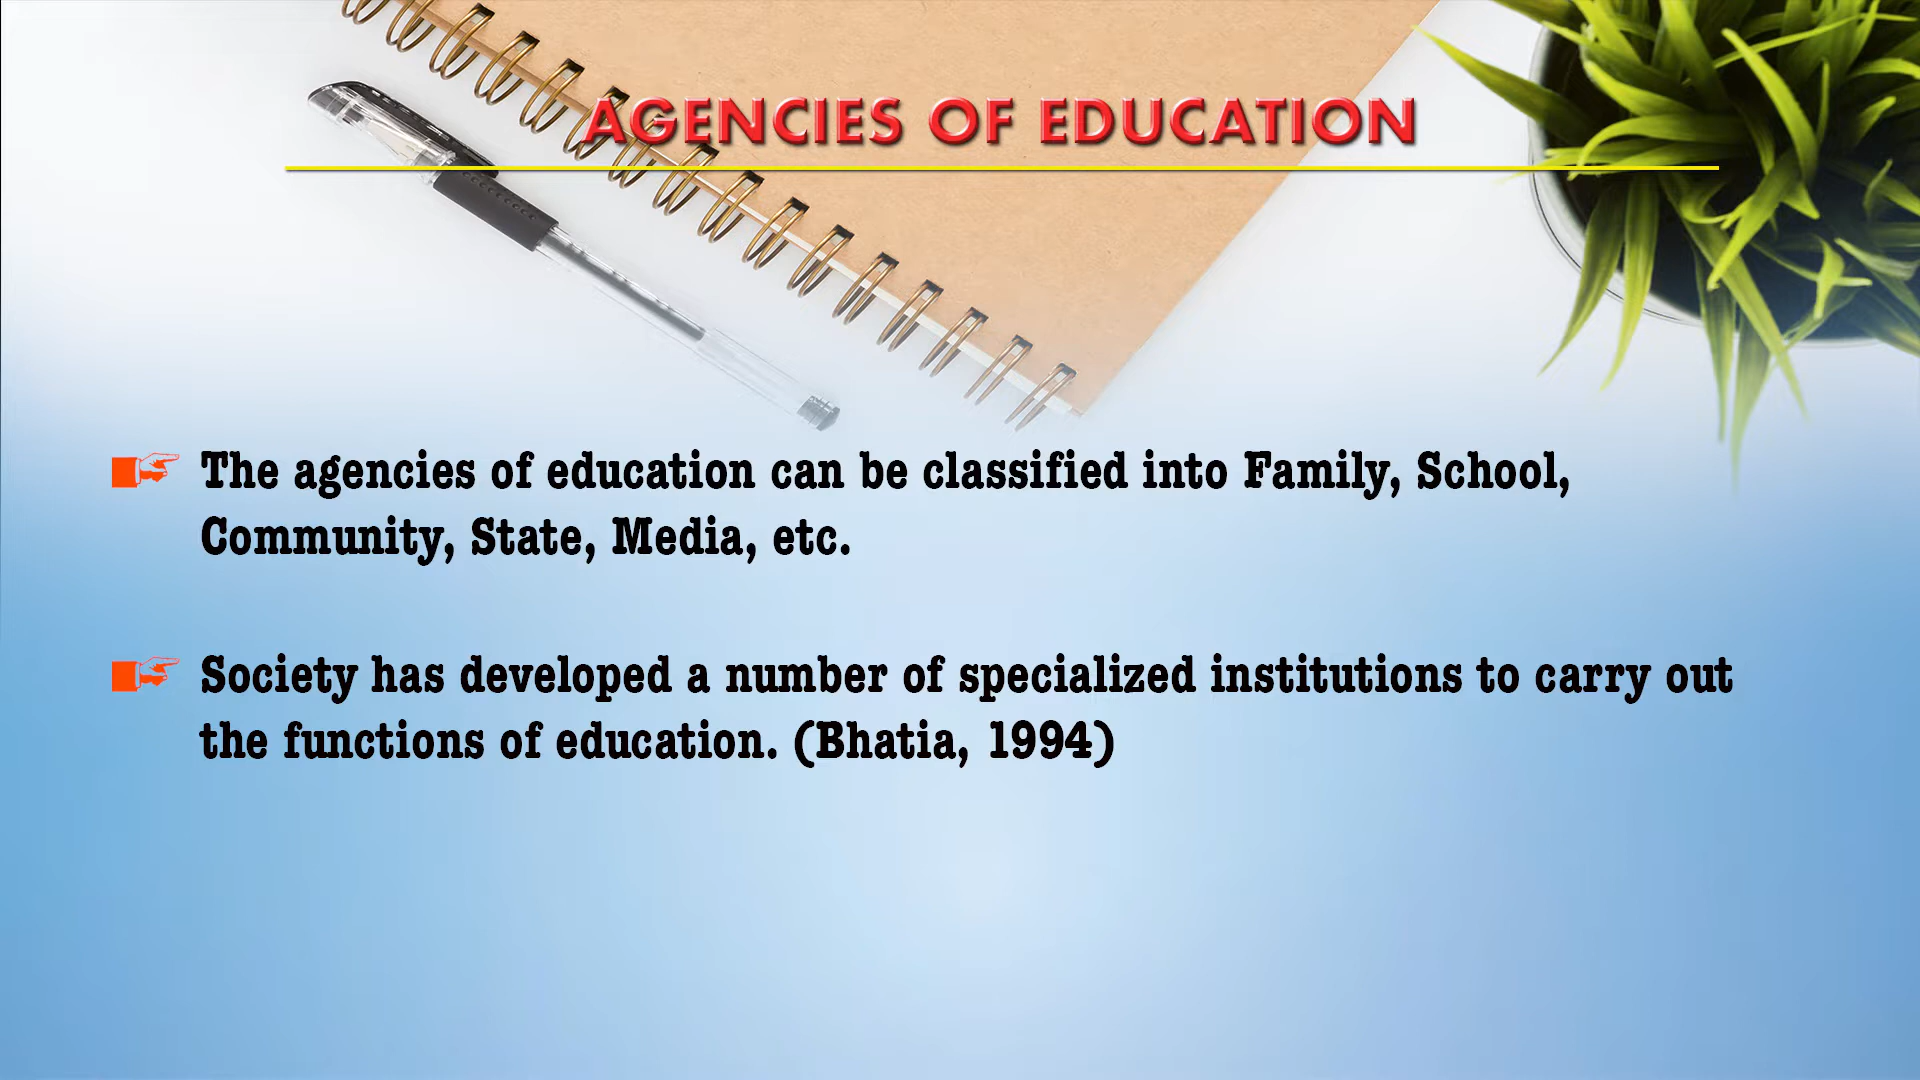 AGENCIES OF EDUCATION
The agencies of education can be classified into Family, School,
Community, State, Media, etc.
Society has developed a number of specialized institutions to carry out
the functions of education. (Bhatia, 1994)